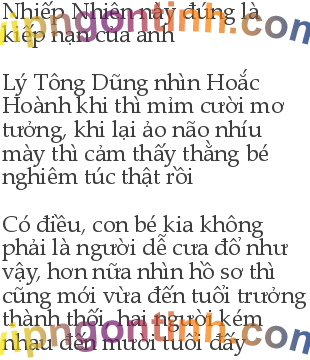 Nhiếp Nhiên này đúng là
kiếp nạn của anh
Lý Tông Dũng nhìn Hoắc
Hoành khi thì mỉm cười mơ
tưởng, khi lại ảo não nhíu
mày thì cảm thấy thằng bé
nghiêm túc thật rồi
Có điều, con bé kia không
phải là người dễ cưa đổ như
vậy, hơn nữa nhìn hồ sơ thì
cũng mới vừa đến tuổi trưởng
thành thôi, hai người kém
nhau đến mười tuổi đấy
vipngontinh.com
vipngontinh.com